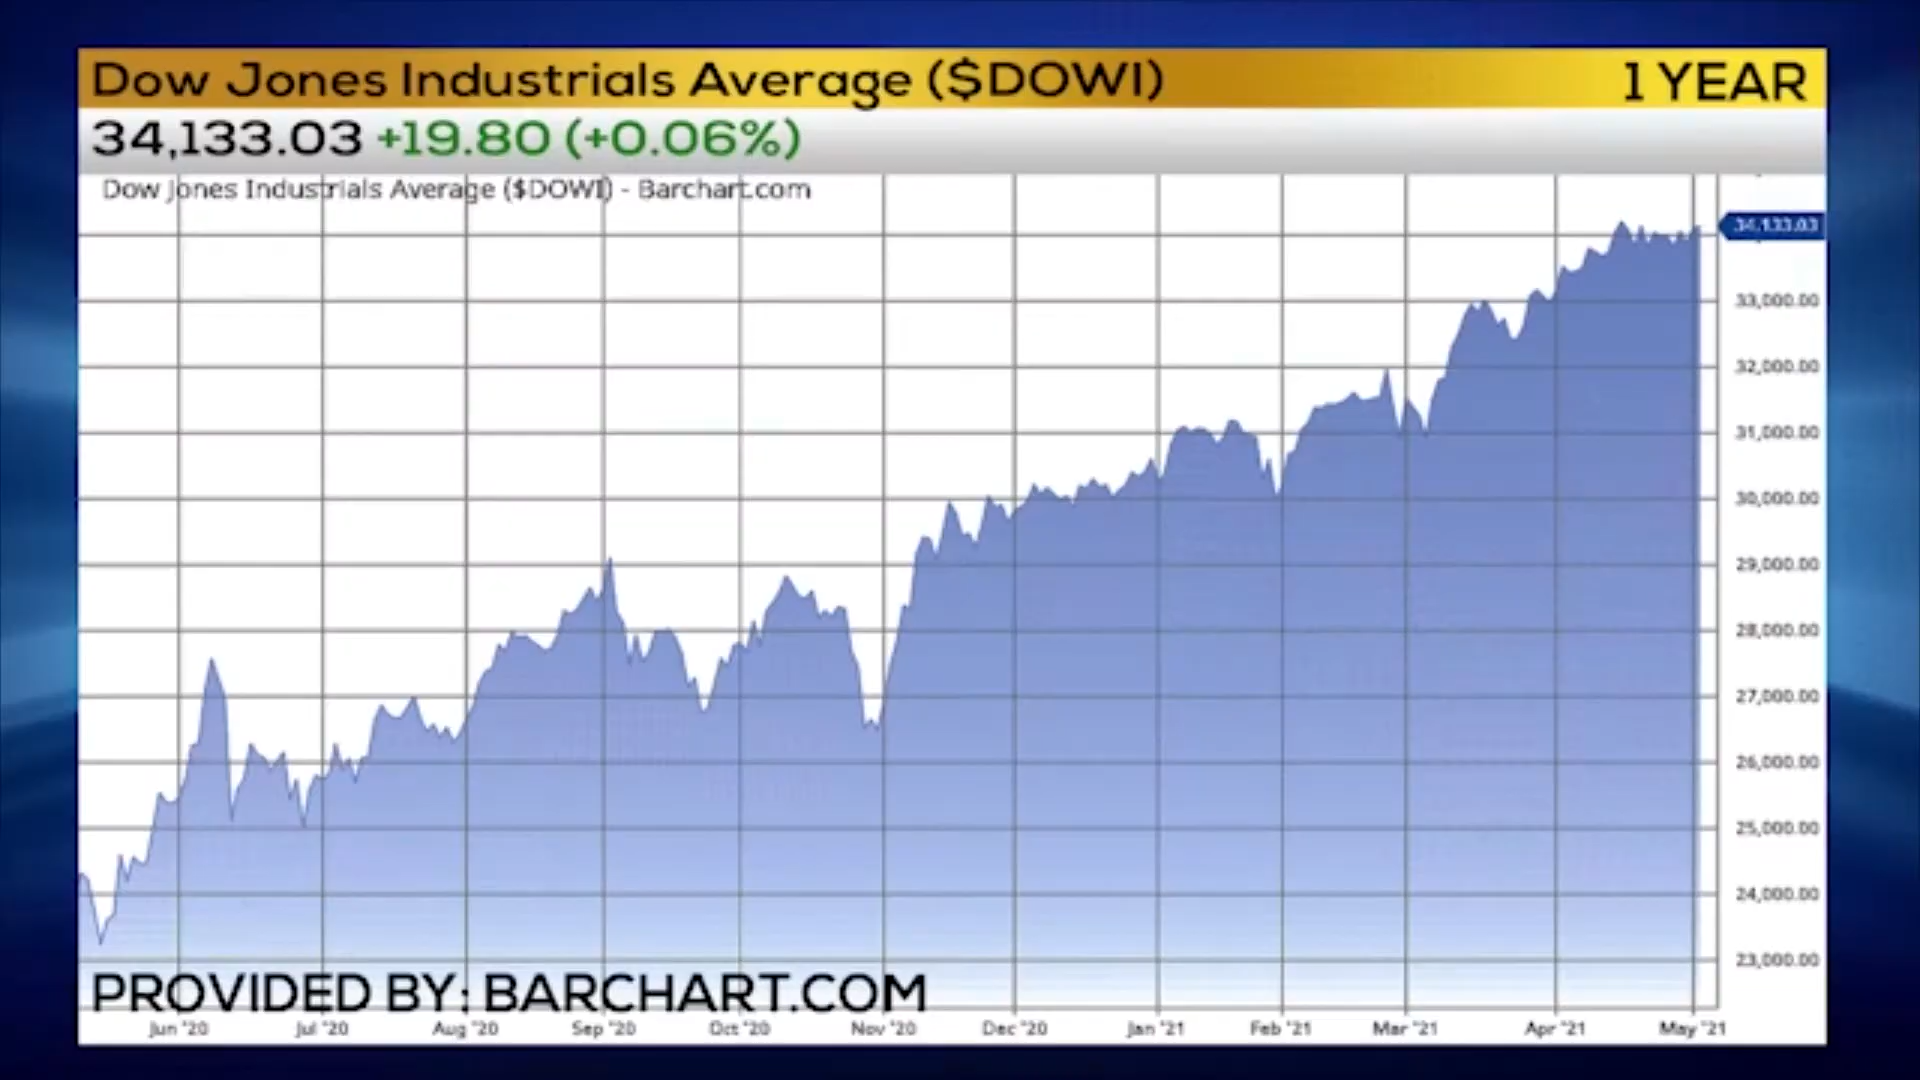 Dow Jones Industrials Average ($DOWI) 1 YEAR
34,133.03 +19.80 (+0.06%)
Dow Jones Industrials Average ($DOWI) - Barchart.com
34,133.03
33,000.00
32,000.00
31,000.00
30,000.00
29,000.00
28,000.00
27,000.00
26,000.00
25,000.00
24,000.00
23,000.00
PROVIDED BY: BARCHART.COM
Jun '20 Jul '20 Aug '20 Sep '20 Oct '20 Nov '20 Dec '20 Jan '21 Feb '21 Mar '21 Apr '21 May '21